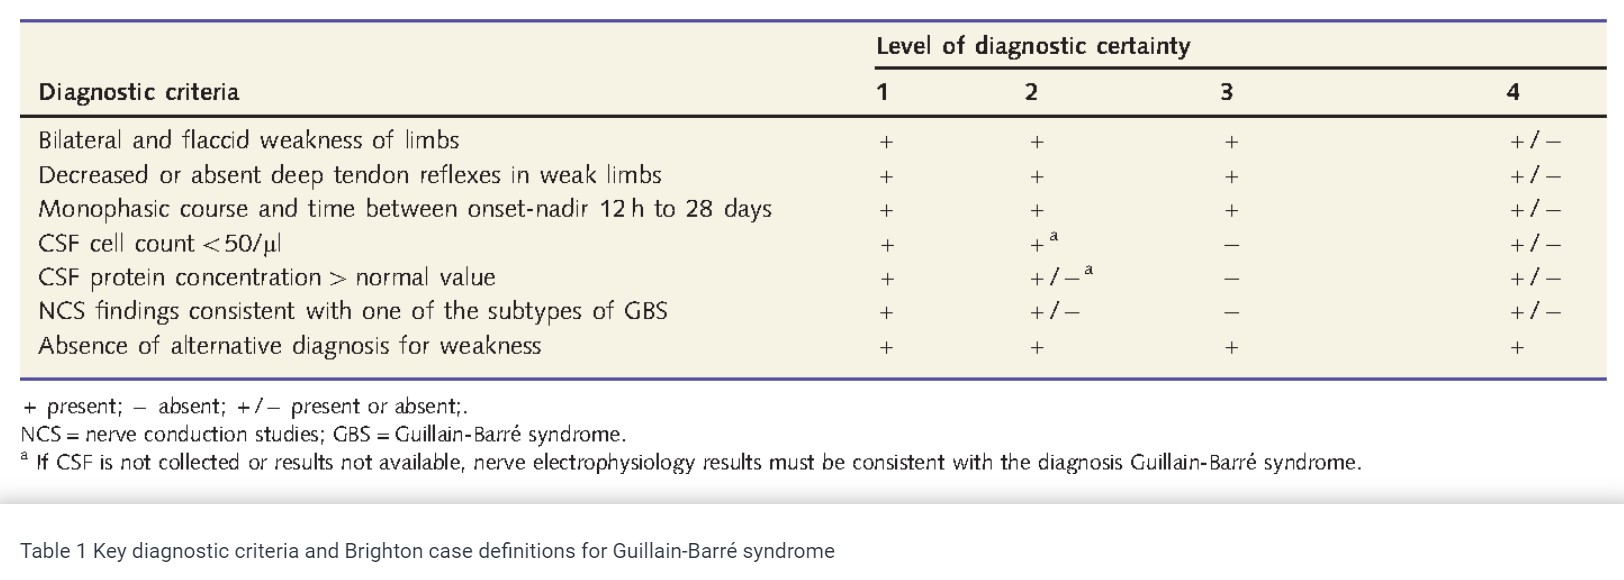 Level of diagnostic certainty
Diagnostic criteria 1 2 3 4
Bilateral and flaccid weakness of limbs + + + +/−
Decreased or absent deep tendon reflexes in weak limbs + + + +/−
Monophasic course and time between onset-nadir 12 h to 28 days + + + +/−
CSF cell count <50/μl + +ᵃ − +/−
CSF protein concentration > normal value + +/−ᵃ − +/−
NCS findings consistent with one of the subtypes of GBS + +/− − +/−
Absence of alternative diagnosis for weakness + + + +
+ present; − absent; +/− present or absent;.
NCS = nerve conduction studies; GBS = Guillain-Barré syndrome.
ᵃ If CSF is not collected or results not available, nerve electrophysiology results must be consistent with the diagnosis Guillain-Barré syndrome.
Table 1 Key diagnostic criteria and Brighton case definitions for Guillain-Barré syndrome